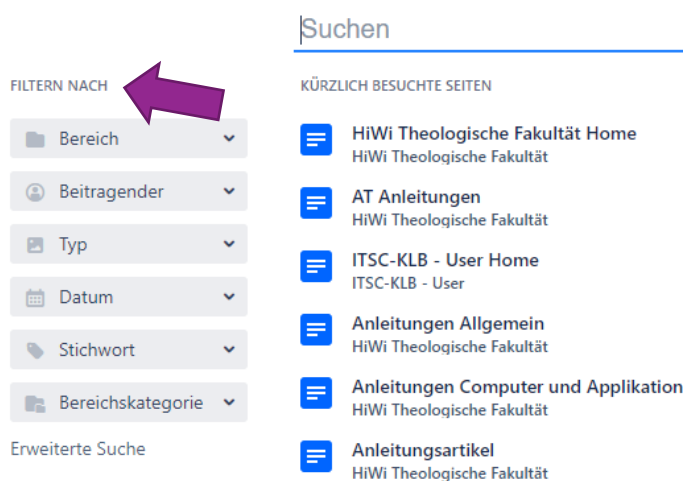 Suchen
FILTERN NACH
Bereich
Beitragender
Typ
Datum
Stichwort
Bereichskategorie
Erweiterte Suche
KÜRZLICH BESUCHTE SEITEN
HiWi Theologische Fakultät Home
HiWi Theologische Fakultät
AT Anleitungen
HiWi Theologische Fakultät
ITSC-KLB - User Home
ITSC-KLB - User
Anleitungen Allgemein
HiWi Theologische Fakultät
Anleitungen Computer und Applikation
HiWi Theologische Fakultät
Anleitungsartikel
HiWi Theologische Fakultät